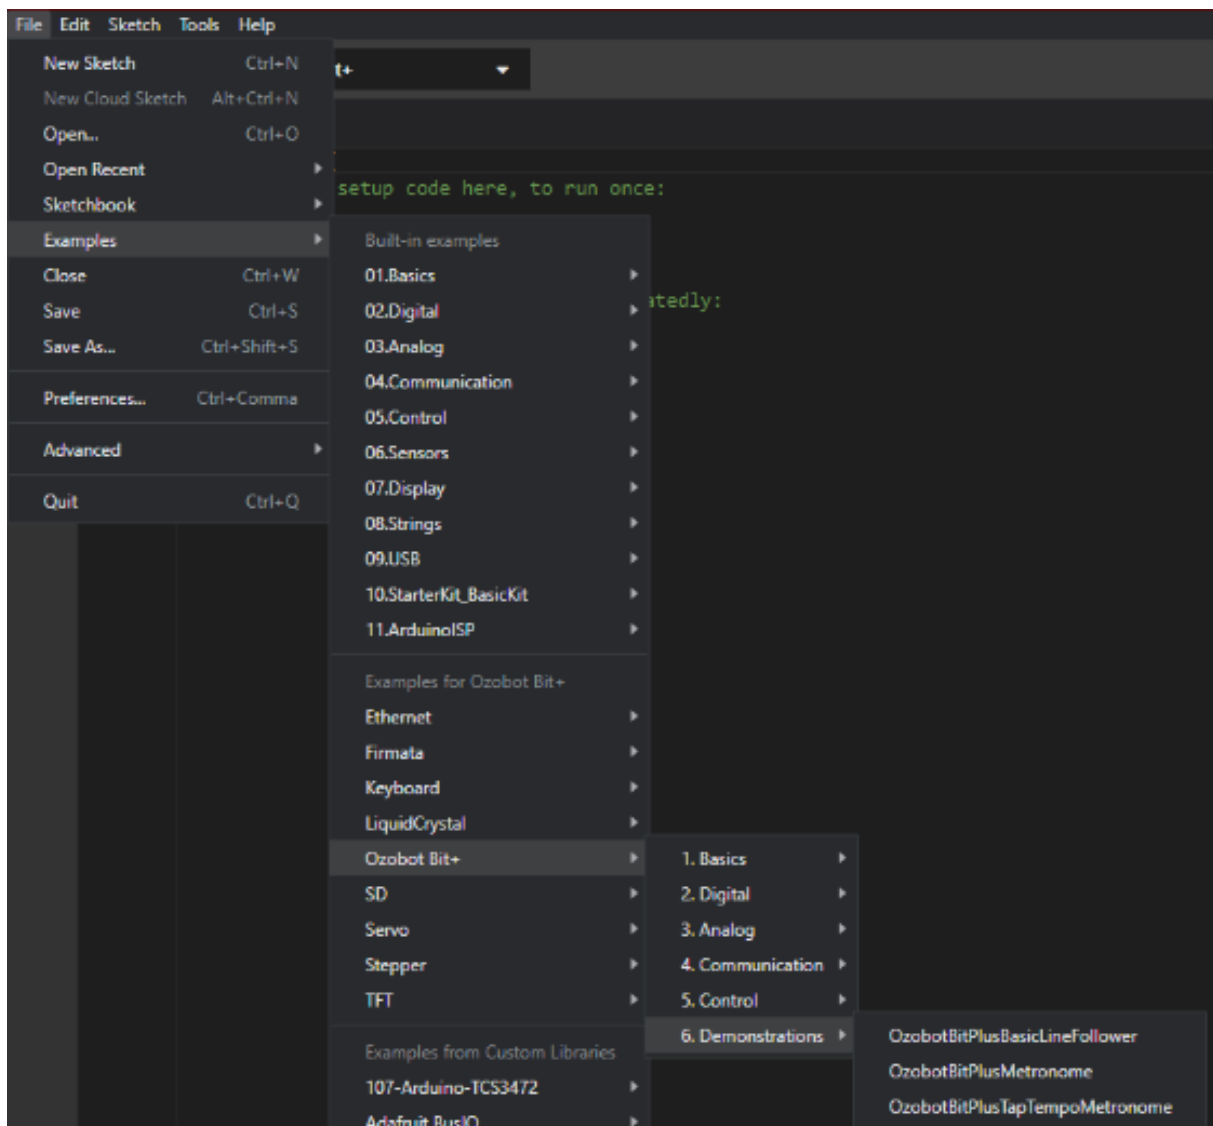 File Edit Sketch Tools Help
New Sketch Ctrl+N
New Cloud Sketch Alt+Ctrl+N
Open... Ctrl+O
Open Recent
Sketchbook
Examples
Close Ctrl+W
Save Ctrl+S
Save As... Ctrl+Shift+S
Preferences... Ctrl+Comma
Advanced
Quit Ctrl+Q
t+
setup code here, to run once:
atedly:
Built-in examples
01.Basics
02.Digital
03.Analog
04.Communication
05.Control
06.Sensors
07.Display
08.Strings
09.USB
10.StarterKit_BasicKit
11.ArduinoISP
Examples for Ozobot Bit+
Ethernet
Firmata
Keyboard
LiquidCrystal
Ozobot Bit+
SD
Servo
Stepper
TFT
Examples from Custom Libraries
107-Arduino-TCS3472
Adafruit BusIO
1. Basics
2. Digital
3. Analog
4. Communication
5. Control
6. Demonstrations
OzobotBitPlusBasicLineFollower
OzobotBitPlusMetronome
OzobotBitPlusTapTempoMetronome